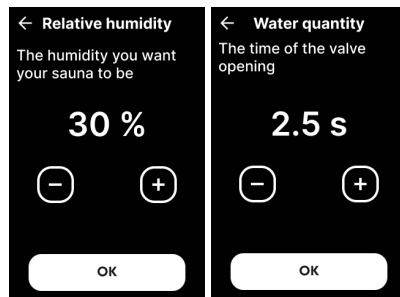 ← Relative humidity
The humidity you want
your sauna to be
30 %
− +
OK
← Water quantity
The time of the valve
opening
2.5 s
− +
OK